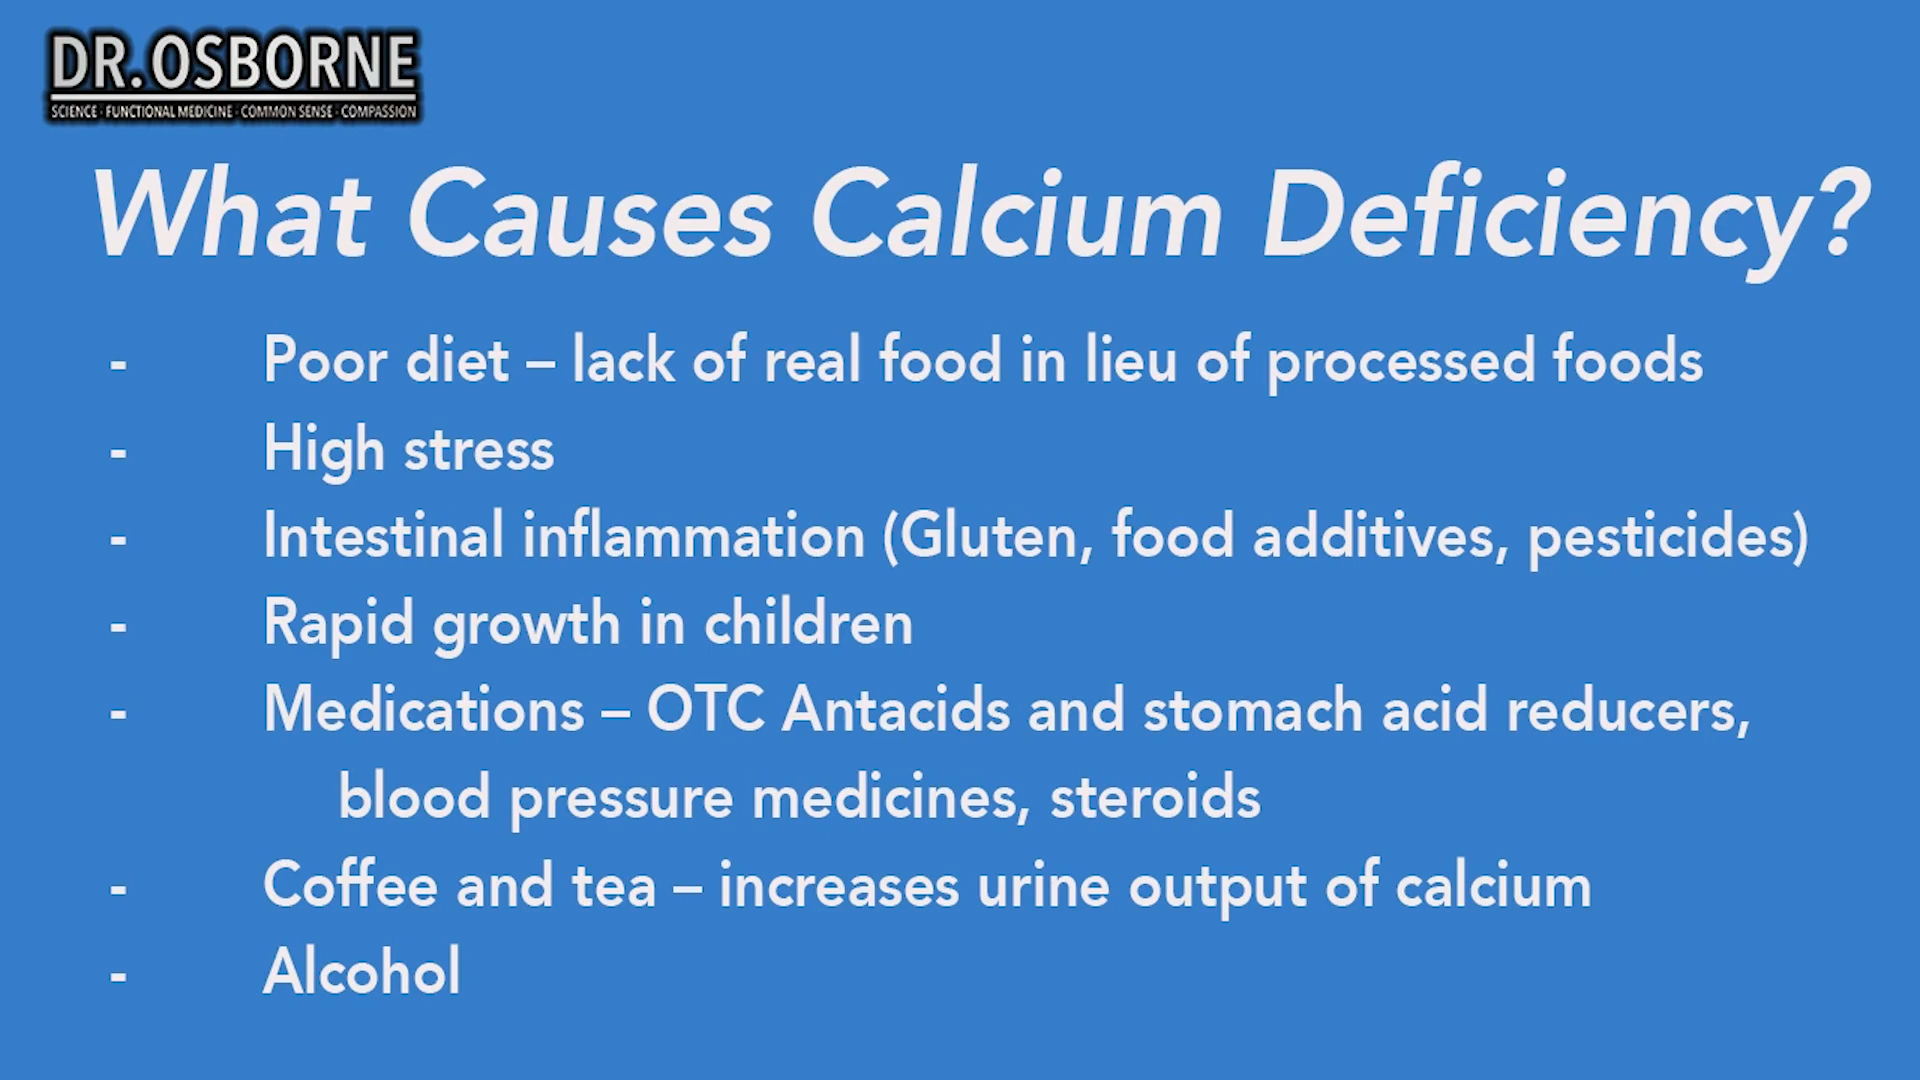 DR. OSBORNE
SCIENCE · FUNCTIONAL MEDICINE · COMMON SENSE · COMPASSION
What Causes Calcium Deficiency?
- Poor diet – lack of real food in lieu of processed foods
- High stress
- Intestinal inflammation (Gluten, food additives, pesticides)
- Rapid growth in children
- Medications – OTC Antacids and stomach acid reducers,
blood pressure medicines, steroids
- Coffee and tea – increases urine output of calcium
- Alcohol